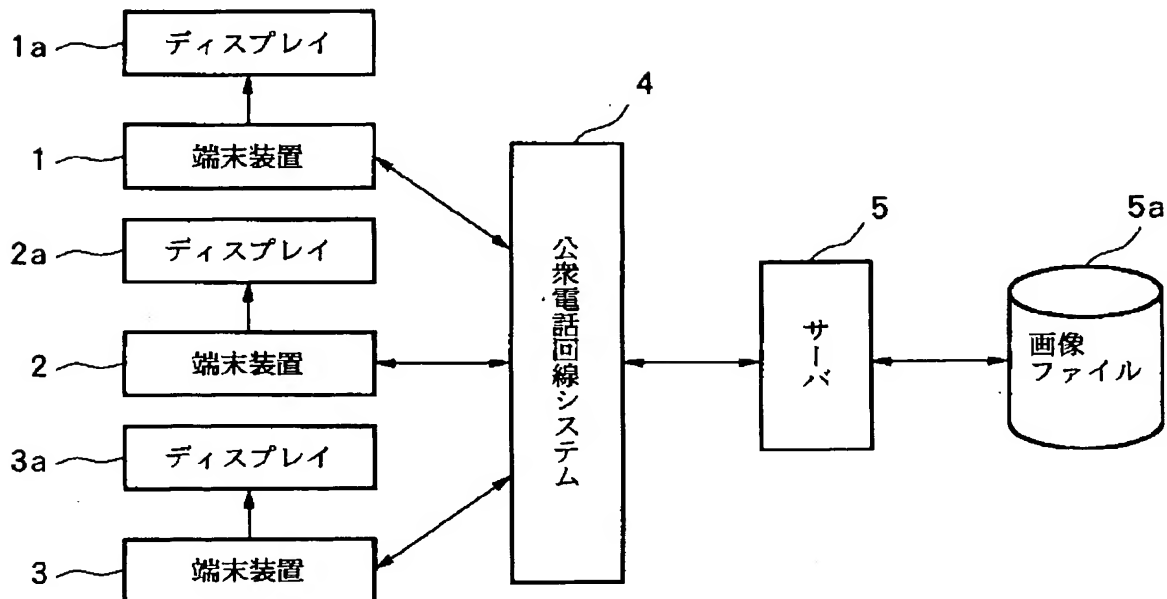 1a
ディスプレイ
1
端末装置
2a
ディスプレイ
2
端末装置
3a
ディスプレイ
3
端末装置
4
公衆電話回線システム
5
サーバ
5a
画像
ファイル